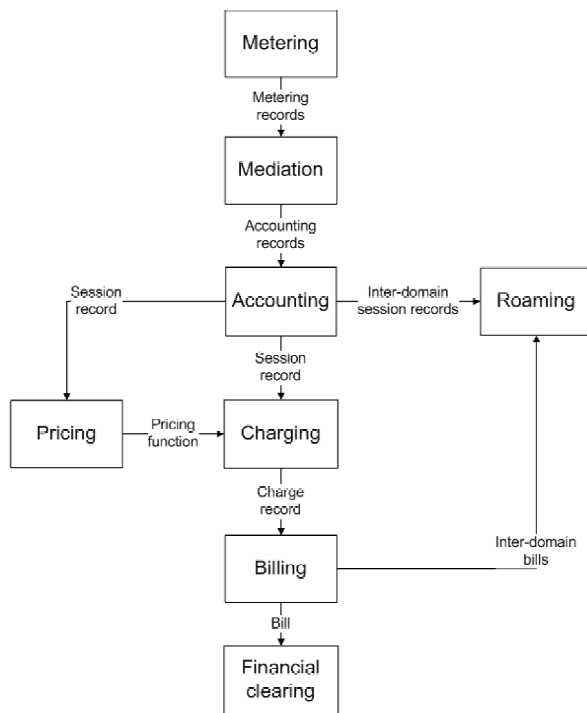 Metering
Metering
records
Mediation
Accounting
records
Session
record
Accounting
Inter-domain
session records
Roaming
Session
record
Pricing
Pricing
function
Charging
Charge
record
Billing
Inter-domain
bills
Bill
Financial
clearing